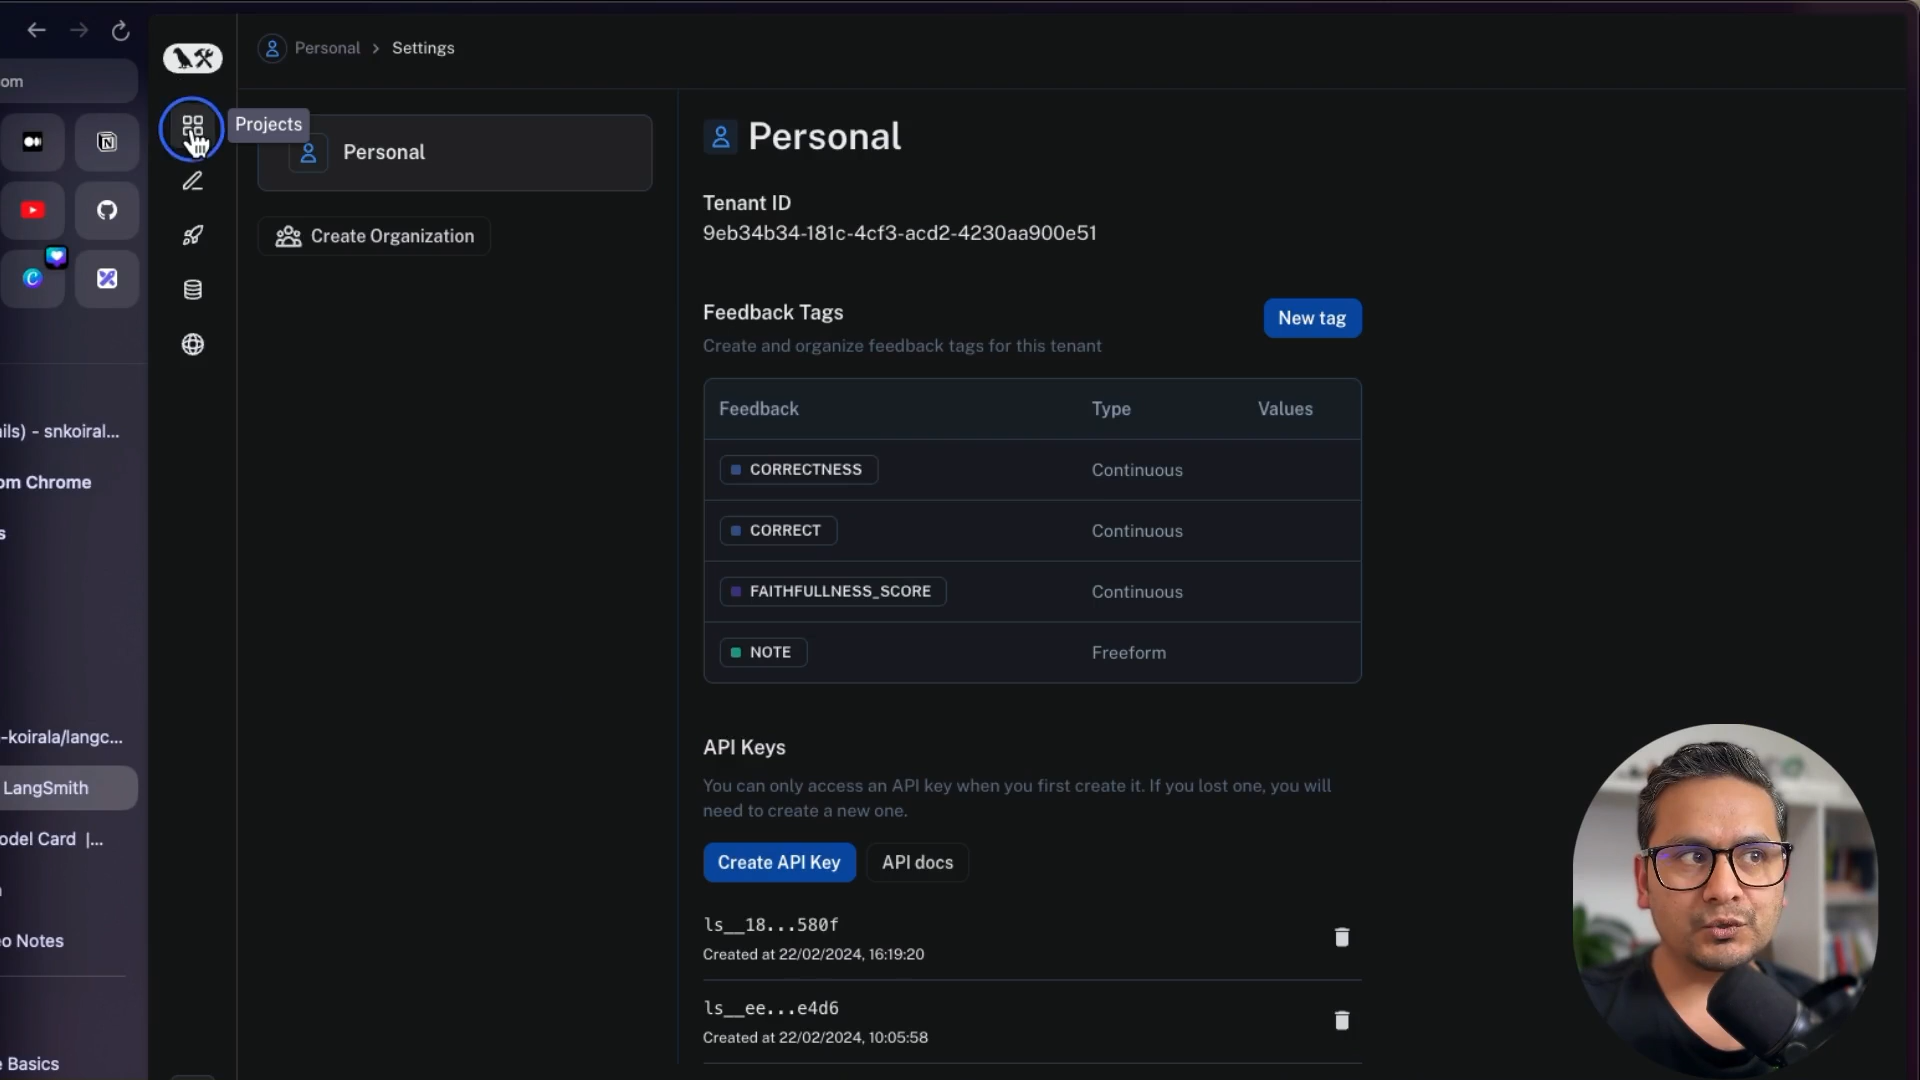 om
ils) - snkoiral...
om Chrome
s
-koirala/langc...
LangSmith
odel Card |...
o Notes
e Basics
Personal > Settings
Projects
Personal
Create Organization
Personal
Tenant ID
9eb34b34-181c-4cf3-acd2-4230aa900e51
Feedback Tags
New tag
Create and organize feedback tags for this tenant
Feedback Type Values
CORRECTNESS Continuous
CORRECT Continuous
FAITHFULLNESS_SCORE Continuous
NOTE Freeform
API Keys
You can only access an API key when you first create it. If you lost one, you will
need to create a new one.
Create API Key
API docs
ls__18...580f
Created at 22/02/2024, 16:19:20
ls__ee...e4d6
Created at 22/02/2024, 10:05:58